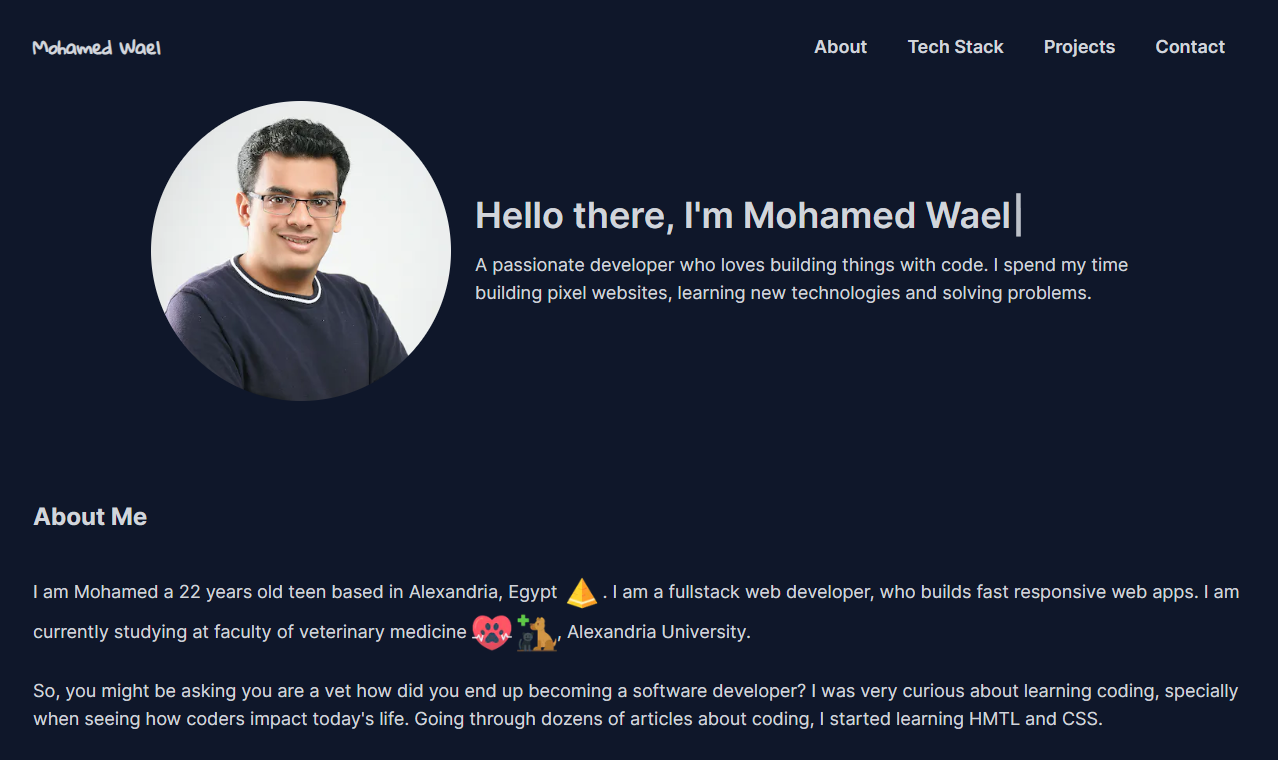 Mohamed Wael
About
Tech Stack
Projects
Contact
Hello there, I'm Mohamed Wael
A passionate developer who loves building things with code. I spend my time
building pixel websites, learning new technologies and solving problems.
About Me
I am Mohamed a 22 years old teen based in Alexandria, Egypt . I am a fullstack web developer, who builds fast responsive web apps. I am
currently studying at faculty of veterinary medicine , Alexandria University.
So, you might be asking you are a vet how did you end up becoming a software developer? I was very curious about learning coding, specially
when seeing how coders impact today's life. Going through dozens of articles about coding, I started learning HMTL and CSS.